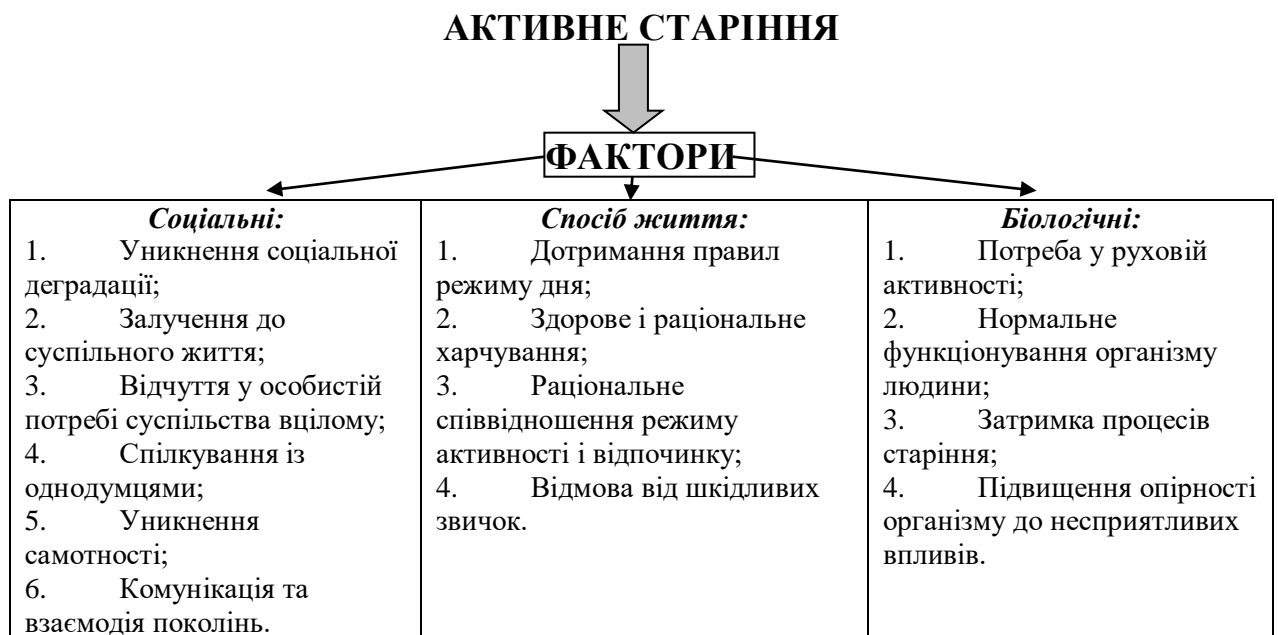 АКТИВНЕ СТАРІННЯ
ФАКТОРИ
Соціальні:
1. Уникнення соціальної
деградації;
2. Залучення до
суспільного життя;
3. Відчуття у особистій
потребі суспільства вцілому;
4. Спілкування із
однодумцями;
5. Уникнення
самотності;
6. Комунікація та
взаємодія поколінь.
Спосіб життя:
1. Дотримання правил
режиму дня;
2. Здорове і раціональне
харчування;
3. Раціональне
співвідношення режиму
активності і відпочинку;
4. Відмова від шкідливих
звичок.
Біологічні:
1. Потреба у руховій
активності;
2. Нормальне
функціонування організму
людини;
3. Затримка процесів
старіння;
4. Підвищення опірності
організму до несприятливих
впливів.